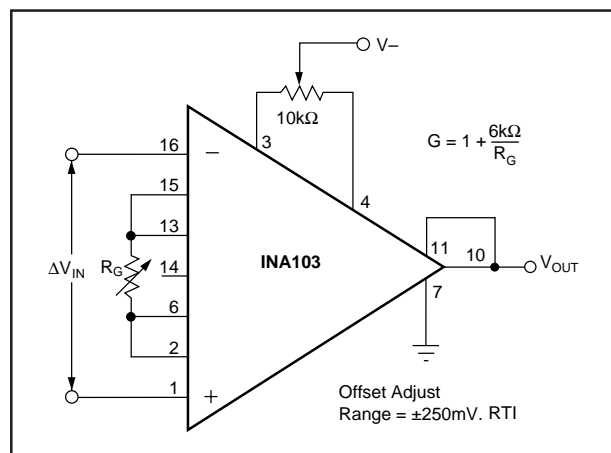 V–
10kΩ
3
4
G = 1 + 6kΩ
R_G
16
–
15
13
14
6
2
1
+
R_G
ΔV_IN
INA103
11
10
V_OUT
7
Offset Adjust
Range = ±250mV. RTI